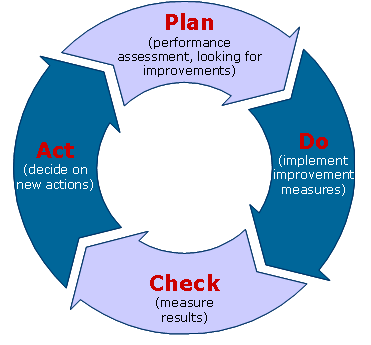 Plan
(performance
assessment, looking for
improvements)
Do
(implement
improvement
measures)
Check
(measure
results)
Act
(decide on
new actions)